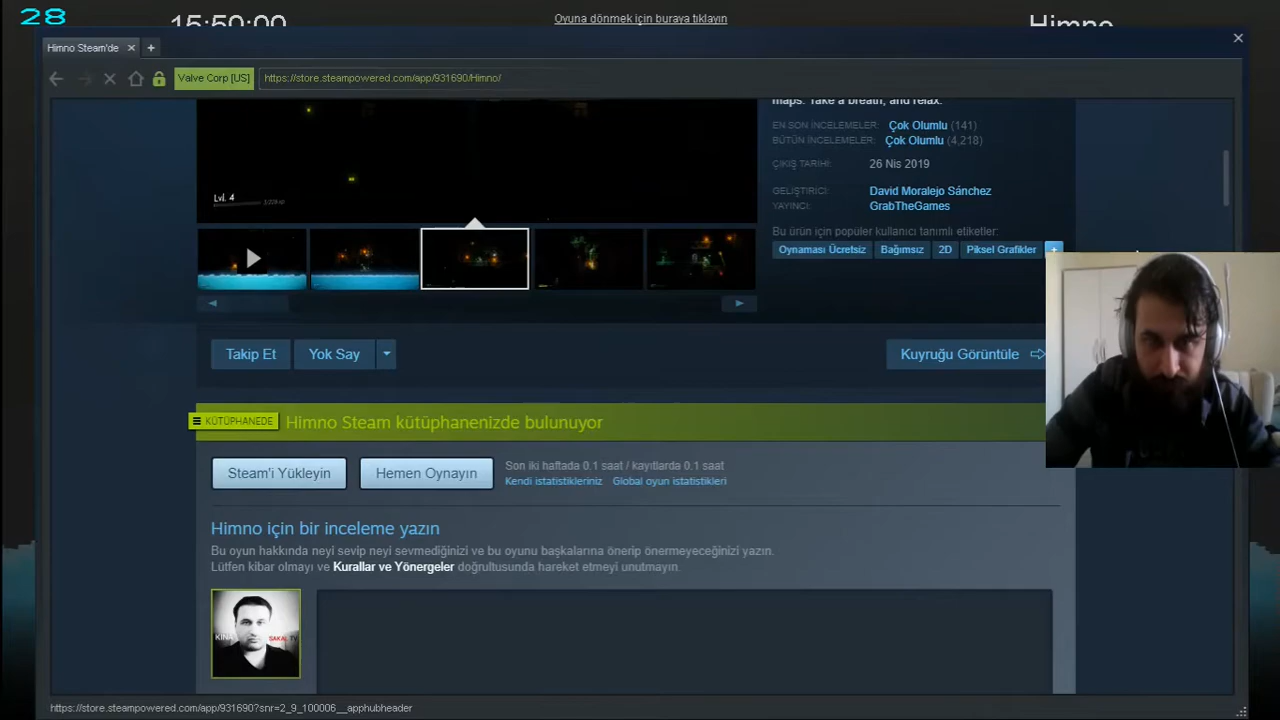 28
15:50:00
Oyuna dönmek için buraya tıklayın
Himno
Himno Steam'de
Valve Corp [US]
https://store.steampowered.com/app/931690/Himno/
maps. Take a breath, and relax.
EN SON İNCELEMELER: Çok Olumlu (141)
BÜTÜN İNCELEMELER: Çok Olumlu (4,218)
ÇIKIŞ TARİHİ: 26 Nis 2019
GELİŞTİRİCİ: David Moralejo Sánchez
YAYINCI: GrabTheGames
Bu ürün için popüler kullanıcı tanımlı etiketler:
Oynaması Ücretsiz Bağımsız 2D Piksel Grafikler +
Lvl. 4
Takip Et Yok Say Kuyruğu Görüntüle
KÜTÜPHANEDE Himno Steam kütüphanenizde bulunuyor
Steam'i Yükleyin Hemen Oynayın
Son iki haftada 0.1 saat / kayıtlarda 0.1 saat
Kendi istatistikleriniz Global oyun istatistikleri
Himno için bir inceleme yazın
Bu oyun hakkında neyi sevip neyi sevmediğinizi ve bu oyunu başkalarına önerip önermeyeceğinizi yazın.
Lütfen kibar olmayı ve Kurallar ve Yönergeler doğrultusunda hareket etmeyi unutmayın.
KINA SAKAL TV
https://store.steampowered.com/app/931690?snr=2_9_100006__apphubheader